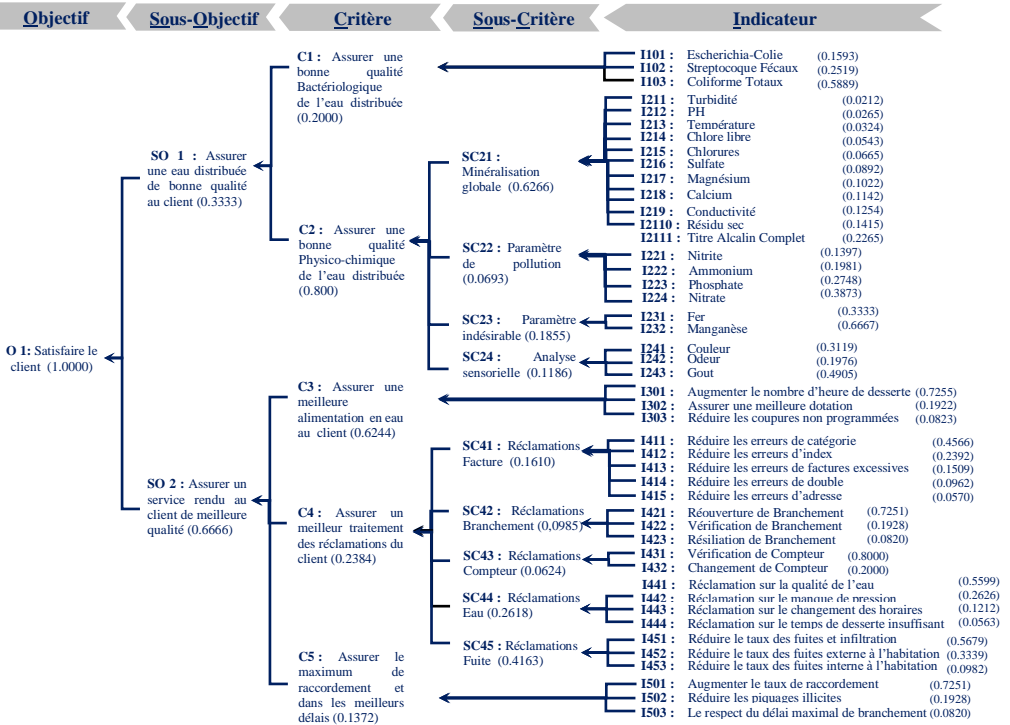 Objectif
Sous-Objectif
Critère
Sous-Critère
Indicateur
O 1: Satisfaire le
client (1.0000)
SO 1 : Assurer
une eau distribuée
de bonne qualité
au client (0.3333)
SO 2 : Assurer un
service rendu au
client de meilleure
qualité (0.6666)
C1 : Assurer une
bonne qualité
Bactériologique
de l'eau distribuée
(0.2000)
C2 : Assurer une
bonne qualité
Physico-chimique
de l'eau distribuée
(0.800)
C3 : Assurer une
meilleure
alimentation en eau
au client (0.6244)
C4 : Assurer un
meilleur traitement
des réclamations du
client (0.2384)
C5 : Assurer le
maximum de
raccordement et
dans les meilleurs
délais (0.1372)
SC21 :
Minéralisation
globale (0.6266)
SC22 : Paramètre
de pollution
(0.0693)
SC23 : Paramètre
indésirable (0.1855)
SC24 : Analyse
sensorielle (0.1186)
SC41 : Réclamations
Facture (0.1610)
SC42 : Réclamations
Branchement (0,0985)
SC43 : Réclamations
Compteur (0.0624)
SC44 : Réclamations
Eau (0.2618)
SC45 : Réclamations
Fuite (0.4163)
I101 : Escherichia-Colie (0.1593)
I102 : Streptocoque Fécaux (0.2519)
I103 : Coliforme Totaux (0.5889)
I211 : Turbidité (0.0212)
I212 : PH (0.0265)
I213 : Température (0.0324)
I214 : Chlore libre (0.0543)
I215 : Chlorures (0.0665)
I216 : Sulfate (0.0892)
I217 : Magnésium (0.1022)
I218 : Calcium (0.1142)
I219 : Conductivité (0.1254)
I2110 : Résidu sec (0.1415)
I2111 : Titre Alcalin Complet (0.2265)
I221 : Nitrite (0.1397)
I222 : Ammonium (0.1981)
I223 : Phosphate (0.2748)
I224 : Nitrate (0.3873)
I231 : Fer (0.3333)
I232 : Manganèse (0.6667)
I241 : Couleur (0.3119)
I242 : Odeur (0.1976)
I243 : Gout (0.4905)
I301 : Augmenter le nombre d'heure de desserte (0.7255)
I302 : Assurer une meilleure dotation (0.1922)
I303 : Réduire les coupures non programmées (0.0823)
I411 : Réduire les erreurs de catégorie (0.4566)
I412 : Réduire les erreurs d'index (0.2392)
I413 : Réduire les erreurs de factures excessives (0.1509)
I414 : Réduire les erreurs de double (0.0962)
I415 : Réduire les erreurs d'adresse (0.0570)
I421 : Réouverture de Branchement (0.7251)
I422 : Vérification de Branchement (0.1928)
I423 : Résiliation de Branchement (0.0820)
I431 : Vérification de Compteur (0.8000)
I432 : Changement de Compteur (0.2000)
I441 : Réclamation sur la qualité de l'eau (0.5599)
I442 : Réclamation sur le manque de pression (0.2626)
I443 : Réclamation sur le changement des horaires (0.1212)
I444 : Réclamation sur le temps de desserte insuffisant (0.0563)
I451 : Réduire le taux des fuites et infiltration (0.5679)
I452 : Réduire le taux des fuites externe à l'habitation (0.3339)
I453 : Réduire le taux des fuites interne à l'habitation (0.0982)
I501 : Augmenter le taux de raccordement (0.7251)
I502 : Réduire les piquages illicites (0.1928)
I503 : Le respect du délai maximal de branchement (0.0820)